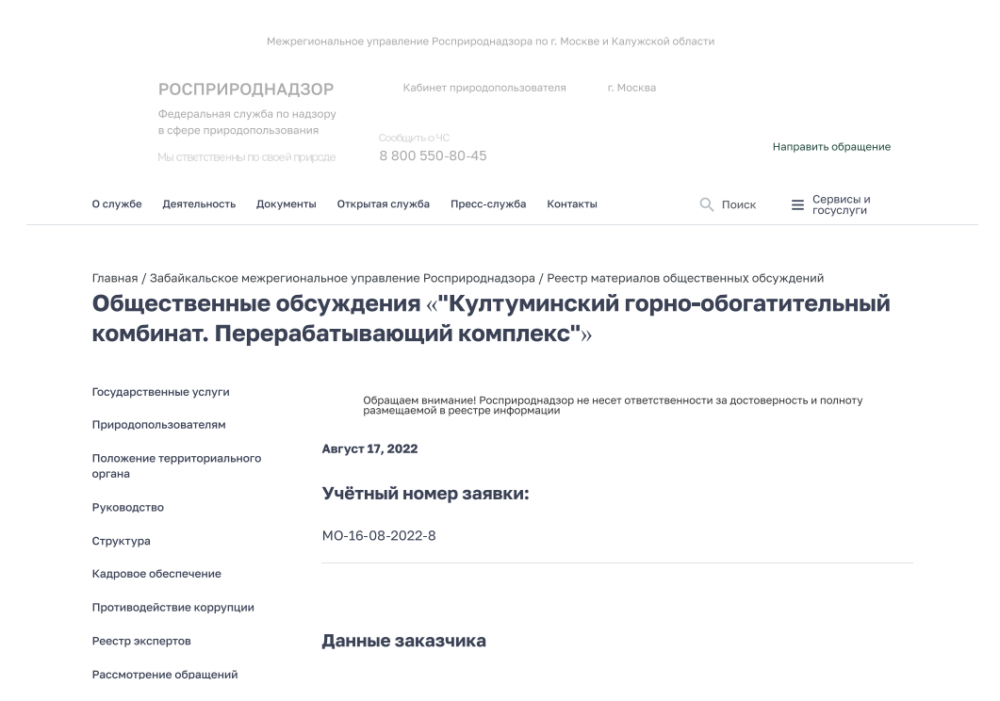 Межрегиональное управление Росприроднадзора по г. Москве и Калужской области
РОСПРИРОДНАДЗОР
Кабинет природопользователя
г. Москва
Федеральная служба по надзору
в сфере природопользования
Сообщить о ЧС
Мы ответственны по своей природе
8 800 550-80-45
Направить обращение
О службе Деятельность Документы Открытая служба Пресс-служба Контакты
Поиск
Сервисы и
госуслуги
Главная / Забайкальское межрегиональное управление Росприроднадзора / Реестр материалов общественных обсуждений
Общественные обсуждения «"Култуминский горно-обогатительный
комбинат. Перерабатывающий комплекс"»
Государственные услуги
Природопользователям
Положение территориального
органа
Руководство
Структура
Кадровое обеспечение
Противодействие коррупции
Реестр экспертов
Рассмотрение обращений
Обращаем внимание! Росприроднадзор не несет ответственности за достоверность и полноту
размещаемой в реестре информации
Август 17, 2022
Учётный номер заявки:
МО-16-08-2022-8
Данные заказчика